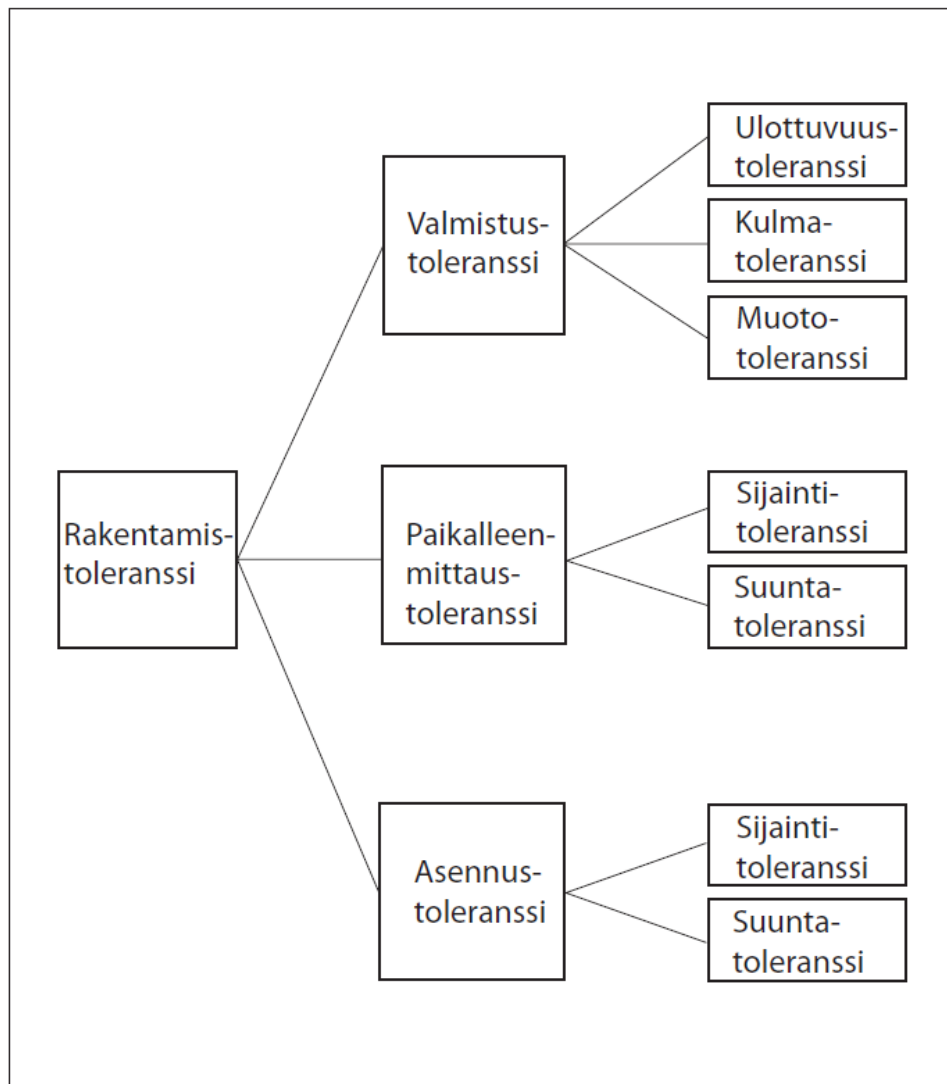 Rakentamis-
toleranssi
Valmistus-
toleranssi
Ulottuvuus-
toleranssi
Kulma-
toleranssi
Muoto-
toleranssi
Paikalleen-
mittaus-
toleranssi
Sijainti-
toleranssi
Suunta-
toleranssi
Asennus-
toleranssi
Sijainti-
toleranssi
Suunta-
toleranssi